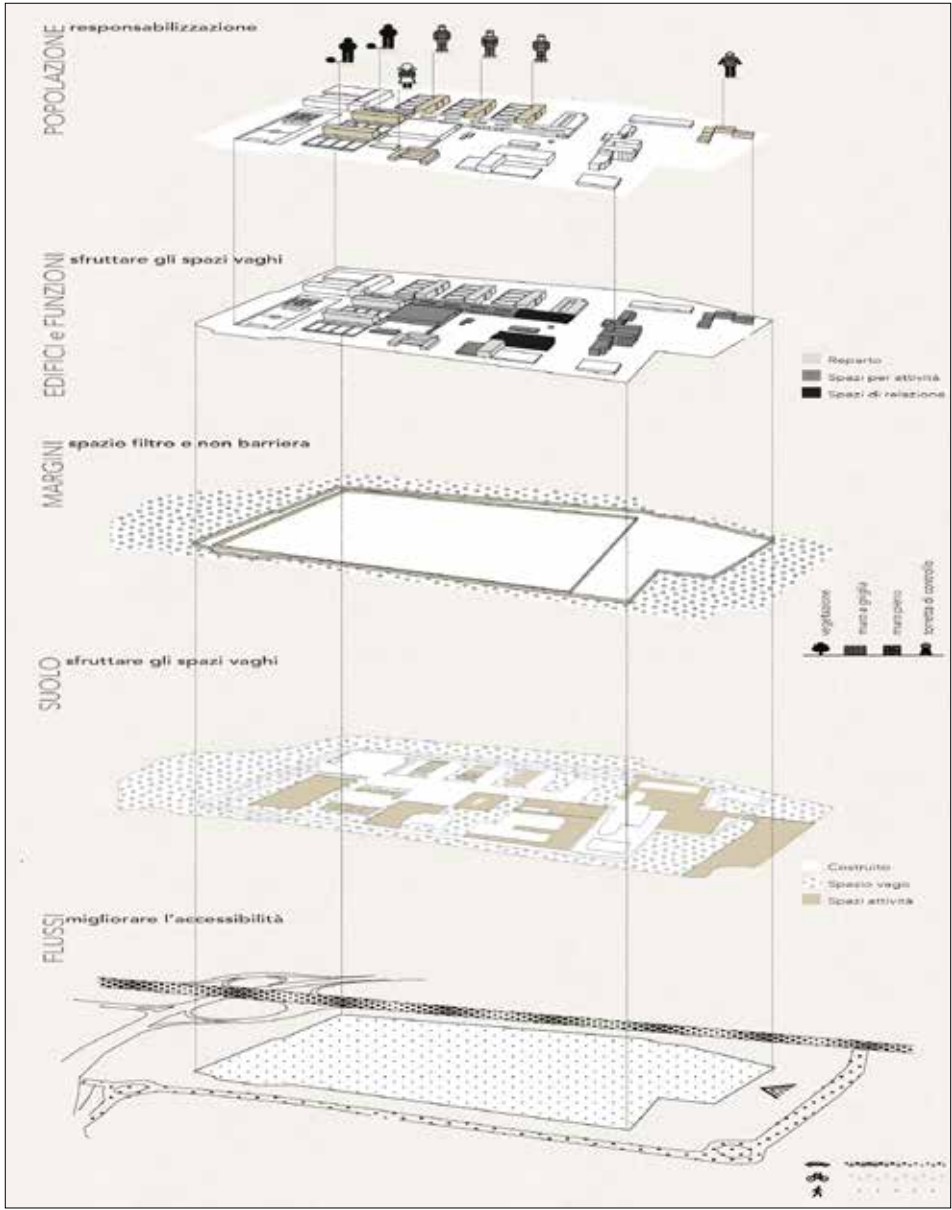 POPOLAZIONE
responsabilizzazione
EDIFICI e FUNZIONI
sfruttare gli spazi vaghi
Reparto
Spazi per attività
Spazi di relazione
MARGINI
spazio filtro e non barriera
vegetazione
muro e griglia
muro pieno
torretta di controllo
SUOLO
sfruttare gli spazi vaghi
Costruito
Spazio vago
Spazi attività
FLUSSI
migliorare l'accessibilità